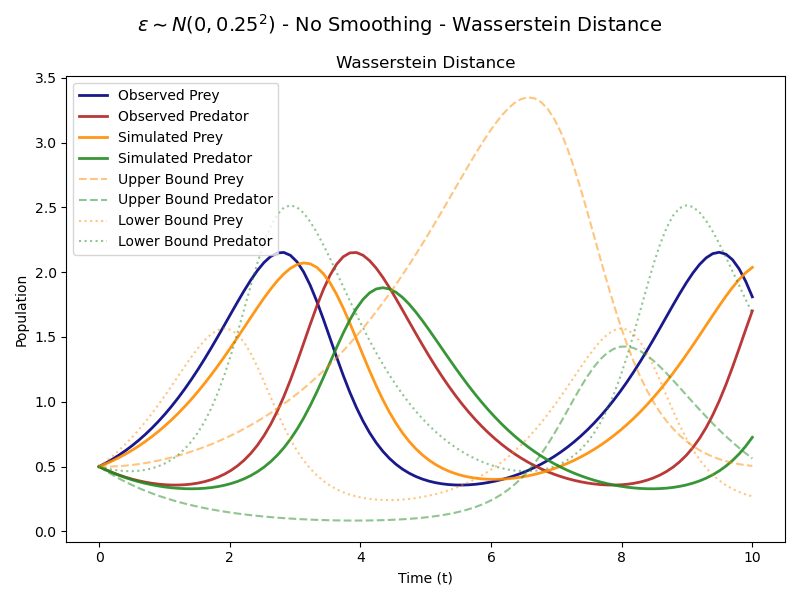 ε ~ N(0, 0.25²) - No Smoothing - Wasserstein Distance
Wasserstein Distance
Observed Prey
Observed Predator
Simulated Prey
Simulated Predator
Upper Bound Prey
Upper Bound Predator
Lower Bound Prey
Lower Bound Predator
Population
3.5
3.0
2.5
2.0
1.5
1.0
0.5
0.0
0 2 4 6 8 10
Time (t)